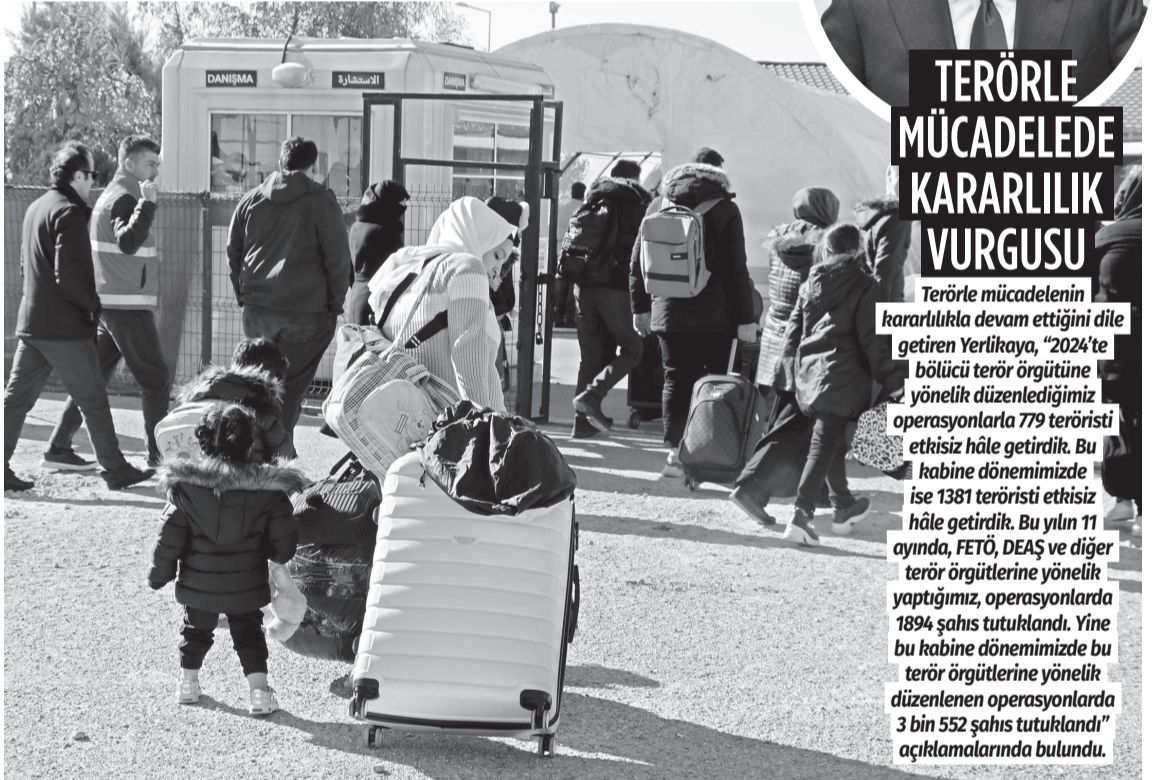 DANIŞMA
الاستشارة
DANIŞMA
TERÖRLE
MÜCADELEDE
KARARLILIK
VURGUSU
Terörle mücadelenin
kararlılıkla devam ettiğini dile
getiren Yerlikaya, “2024’te
bölücü terör örgütüne
yönelik düzenlediğimiz
operasyonlarla 779 teröristi
etkisiz hâle getirdik. Bu
kabine dönemimizde
ise 1381 teröristi etkisiz
hâle getirdik. Bu yılın 11
ayında, FETÖ, DEAŞ ve diğer
terör örgütlerine yönelik
yaptığımız, operasyonlarda
1894 şahıs tutuklandı. Yine
bu kabine dönemimizde bu
terör örgütlerine yönelik
düzenlenen operasyonlarda
3 bin 552 şahıs tutuklandı”
açıklamalarında bulundu.